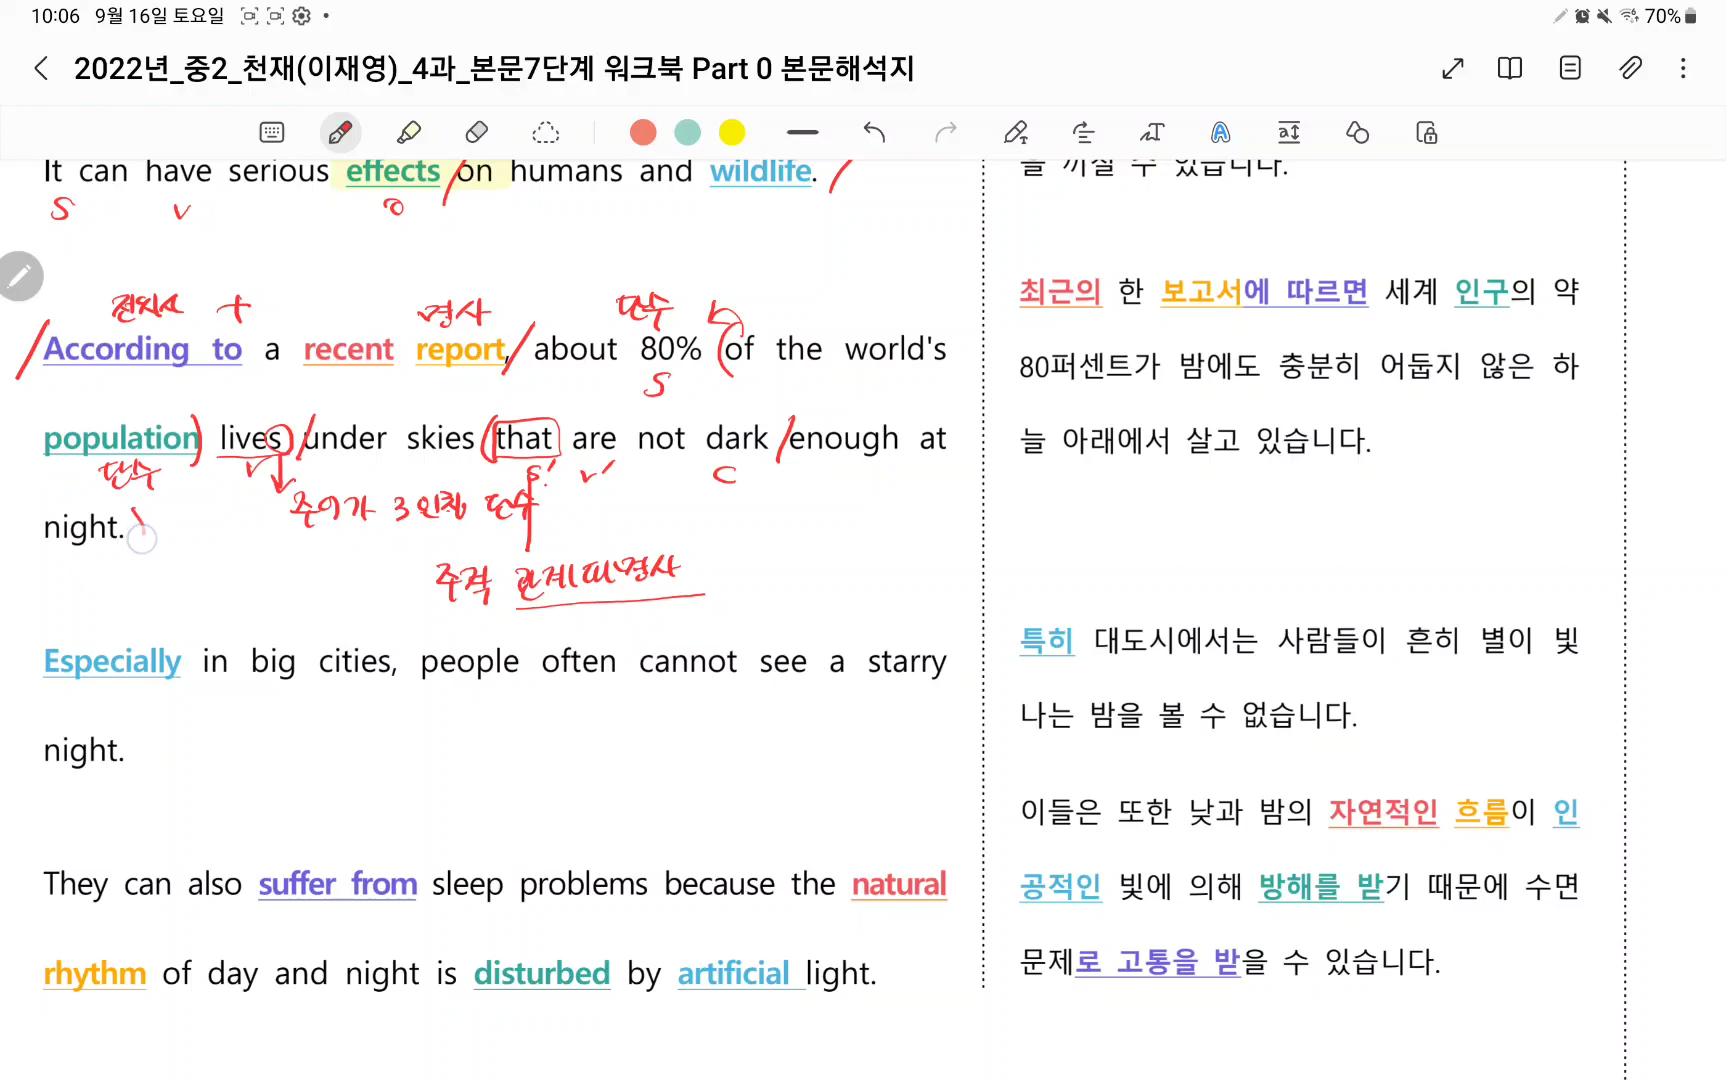 10:06 9월 16일 토요일
70%
2022년_중2_천재(이재영)_4과_본문7단계 워크북 Part 0 본문해석지
It can have serious effects on humans and wildlife.
S V O
전치사 + 명사 단수
According to a recent report, about 80% of the world's
S
population lives under skies that are not dark enough at
단수 V S' V' C
주어가 3인칭 단수
night.
주격 관계대명사
Especially in big cities, people often cannot see a starry
night.
They can also suffer from sleep problems because the natural
rhythm of day and night is disturbed by artificial light.
를 끼칠 수 있습니다.
최근의 한 보고서에 따르면 세계 인구의 약
80퍼센트가 밤에도 충분히 어둡지 않은 하
늘 아래에서 살고 있습니다.
특히 대도시에서는 사람들이 흔히 별이 빛
나는 밤을 볼 수 없습니다.
이들은 또한 낮과 밤의 자연적인 흐름이 인
공적인 빛에 의해 방해를 받기 때문에 수면
문제로 고통을 받을 수 있습니다.